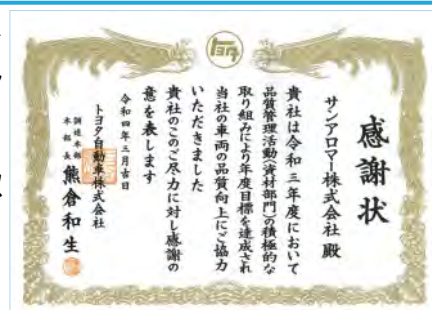 感謝状
サンアロマー株式会社 殿
貴社は令和三年度において
品質管理活動(資材部門)の積極的な
取り組みにより年度目標を達成され
当社の車両の品質向上にご協力
いただきました
貴社のこのご尽力に対し感謝の
意を表します
令和四年三月吉日
トヨタ自動車株式会社
調達本部
本部長 熊倉和生